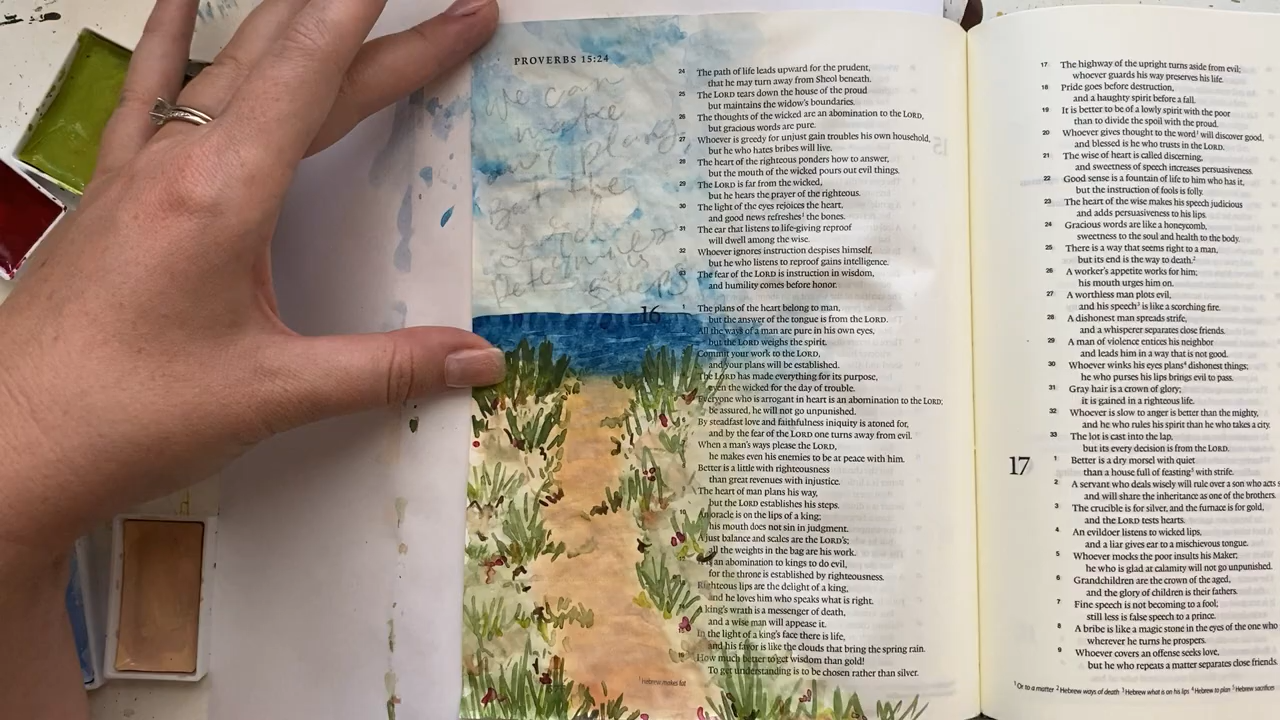 PROVERBS 15:24
We can
make
our plans
But the
Lord
Determines
our steps
24 The path of life leads upward for the prudent,
that he may turn away from Sheol beneath.
25 The LORD tears down the house of the proud
but maintains the widow's boundaries.
26 The thoughts of the wicked are an abomination to the LORD,
but gracious words are pure.
27 Whoever is greedy for unjust gain troubles his own household,
but he who hates bribes will live.
28 The heart of the righteous ponders how to answer,
but the mouth of the wicked pours out evil things.
29 The LORD is far from the wicked,
but he hears the prayer of the righteous.
30 The light of the eyes rejoices the heart,
and good news refreshes¹ the bones.
31 The ear that listens to life-giving reproof
will dwell among the wise.
32 Whoever ignores instruction despises himself,
but he who listens to reproof gains intelligence.
33 The fear of the LORD is instruction in wisdom,
and humility comes before honor.
16 1 The plans of the heart belong to man,
but the answer of the tongue is from the LORD.
All the ways of a man are pure in his own eyes,
but the LORD weighs the spirit.
Commit your work to the LORD,
and your plans will be established.
The LORD has made everything for its purpose,
even the wicked for the day of trouble.
Everyone who is arrogant in heart is an abomination to the LORD;
be assured, he will not go unpunished.
By steadfast love and faithfulness iniquity is atoned for,
and by the fear of the LORD one turns away from evil.
When a man's ways please the LORD,
he makes even his enemies to be at peace with him.
Better is a little with righteousness
than great revenues with injustice.
The heart of man plans his way,
but the LORD establishes his steps.
10 An oracle is on the lips of a king;
his mouth does not sin in judgment.
A just balance and scales are the LORD's;
all the weights in the bag are his work.
It is an abomination to kings to do evil,
for the throne is established by righteousness.
Righteous lips are the delight of a king,
and he loves him who speaks what is right.
A king's wrath is a messenger of death,
and a wise man will appease it.
In the light of a king's face there is life,
and his favor is like the clouds that bring the spring rain.
16 How much better to get wisdom than gold!
To get understanding is to be chosen rather than silver.
¹ Hebrew makes fat
17 The highway of the upright turns aside from evil;
whoever guards his way preserves his life.
18 Pride goes before destruction,
and a haughty spirit before a fall.
19 It is better to be of a lowly spirit with the poor
than to divide the spoil with the proud.
20 Whoever gives thought to the word¹ will discover good,
and blessed is he who trusts in the LORD.
21 The wise of heart is called discerning,
and sweetness of speech increases persuasiveness.
22 Good sense is a fountain of life to him who has it,
but the instruction of fools is folly.
23 The heart of the wise makes his speech judicious
and adds persuasiveness to his lips.
24 Gracious words are like a honeycomb,
sweetness to the soul and health to the body.
25 There is a way that seems right to a man,
but its end is the way to death.²
26 A worker's appetite works for him;
his mouth urges him on.
27 A worthless man plots evil,
and his speech³ is like a scorching fire.
28 A dishonest man spreads strife,
and a whisperer separates close friends.
29 A man of violence entices his neighbor
and leads him in a way that is not good.
30 Whoever winks his eyes plans⁴ dishonest things;
he who purses his lips brings evil to pass.
31 Gray hair is a crown of glory;
it is gained in a righteous life.
32 Whoever is slow to anger is better than the mighty,
and he who rules his spirit than he who takes a city.
33 The lot is cast into the lap,
but its every decision is from the LORD.
17 1 Better is a dry morsel with quiet
than a house full of feasting⁵ with strife.
2 A servant who deals wisely will rule over a son who acts
and will share the inheritance as one of the brothers.
3 The crucible is for silver, and the furnace is for gold,
and the LORD tests hearts.
4 An evildoer listens to wicked lips,
and a liar gives ear to a mischievous tongue.
5 Whoever mocks the poor insults his Maker;
he who is glad at calamity will not go unpunished.
6 Grandchildren are the crown of the aged,
and the glory of children is their fathers.
7 Fine speech is not becoming to a fool;
still less is false speech to a prince.
8 A bribe is like a magic stone in the eyes of the one who
wherever he turns he prospers.
9 Whoever covers an offense seeks love,
but he who repeats a matter separates close friends.
¹ Or to a matter ² Hebrew ways of death ³ Hebrew what is on his lips ⁴ Hebrew to plan ⁵ Hebrew sacrifices